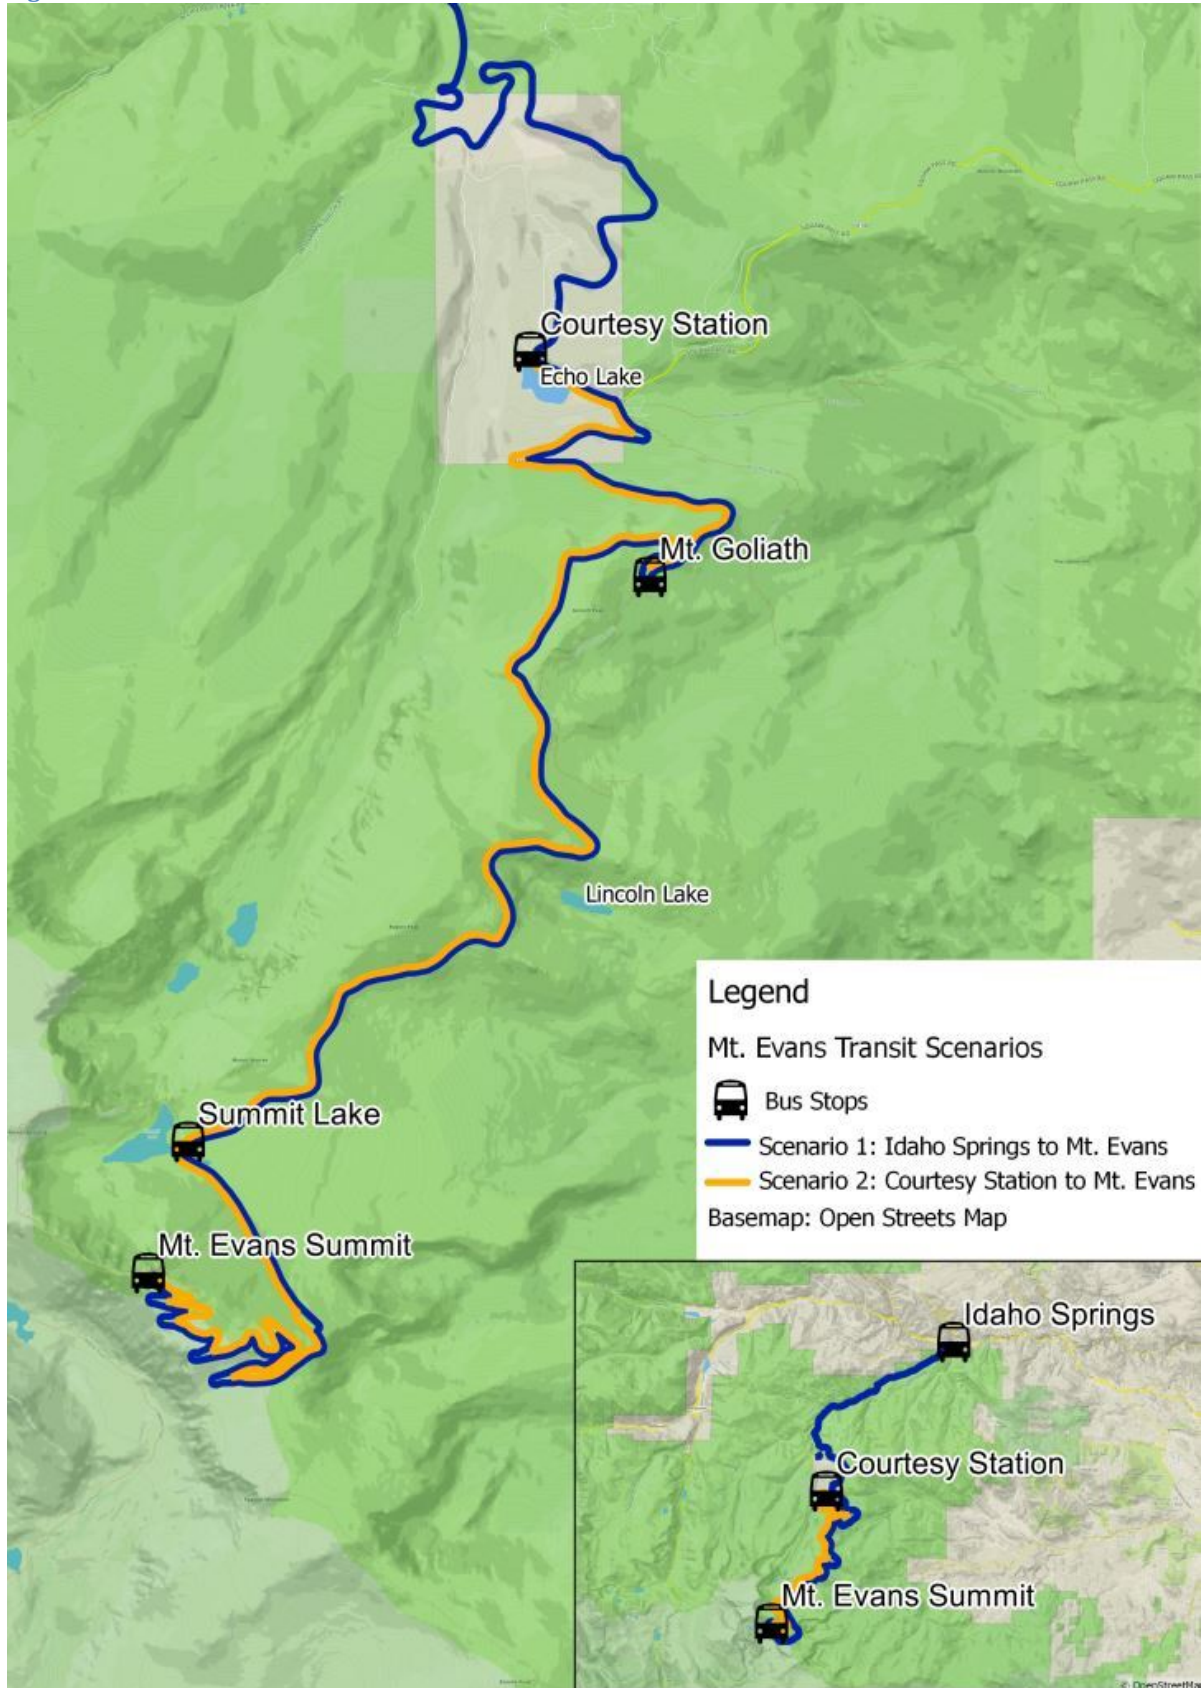 Courtesy Station
Echo Lake
Mt. Goliath
Lincoln Lake
Summit Lake
Mt. Evans Summit
Legend
Mt. Evans Transit Scenarios
Bus Stops
Scenario 1: Idaho Springs to Mt. Evans
Scenario 2: Courtesy Station to Mt. Evans
Basemap: Open Streets Map
Idaho Springs
Courtesy Station
Mt. Evans Summit
© OpenStreetMap